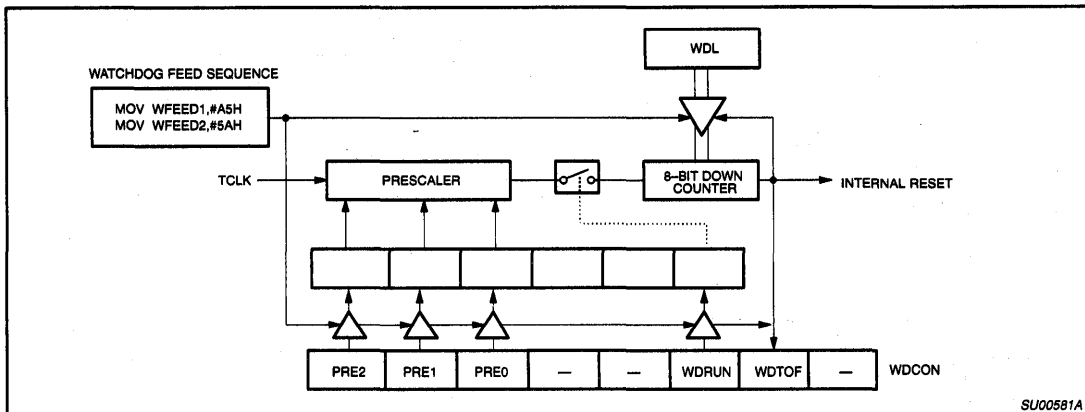 WDL
WATCHDOG FEED SEQUENCE
MOV WFEED1,#A5H
MOV WFEED2,#5AH
TCLK
PRESCALER
8–BIT DOWN
COUNTER
INTERNAL RESET
PRE2 PRE1 PRE0 — — WDRUN WDTOF — WDCON
SU00581A